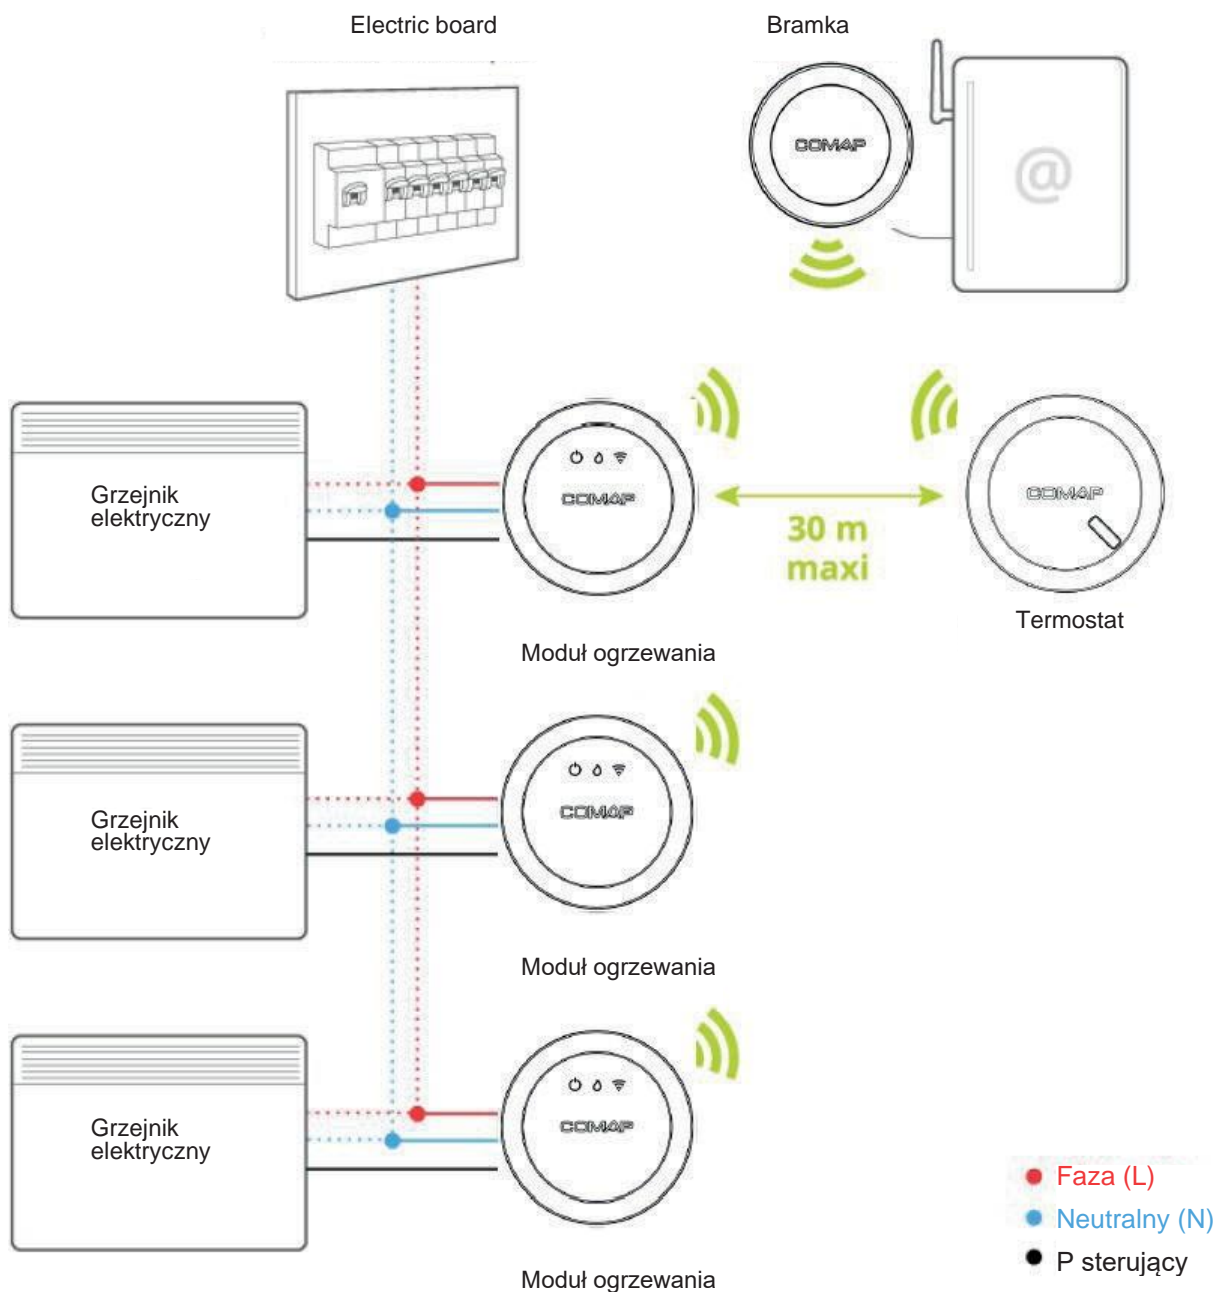 Electric board
Bramka
COMAP
@
Grzejnik
elektryczny
COMAP
30 m
maxi
COMAP
Termostat
Moduł ogrzewania
Grzejnik
elektryczny
COMAP
Moduł ogrzewania
Grzejnik
elektryczny
COMAP
Faza (L)
Neutralny (N)
P sterujący
Moduł ogrzewania